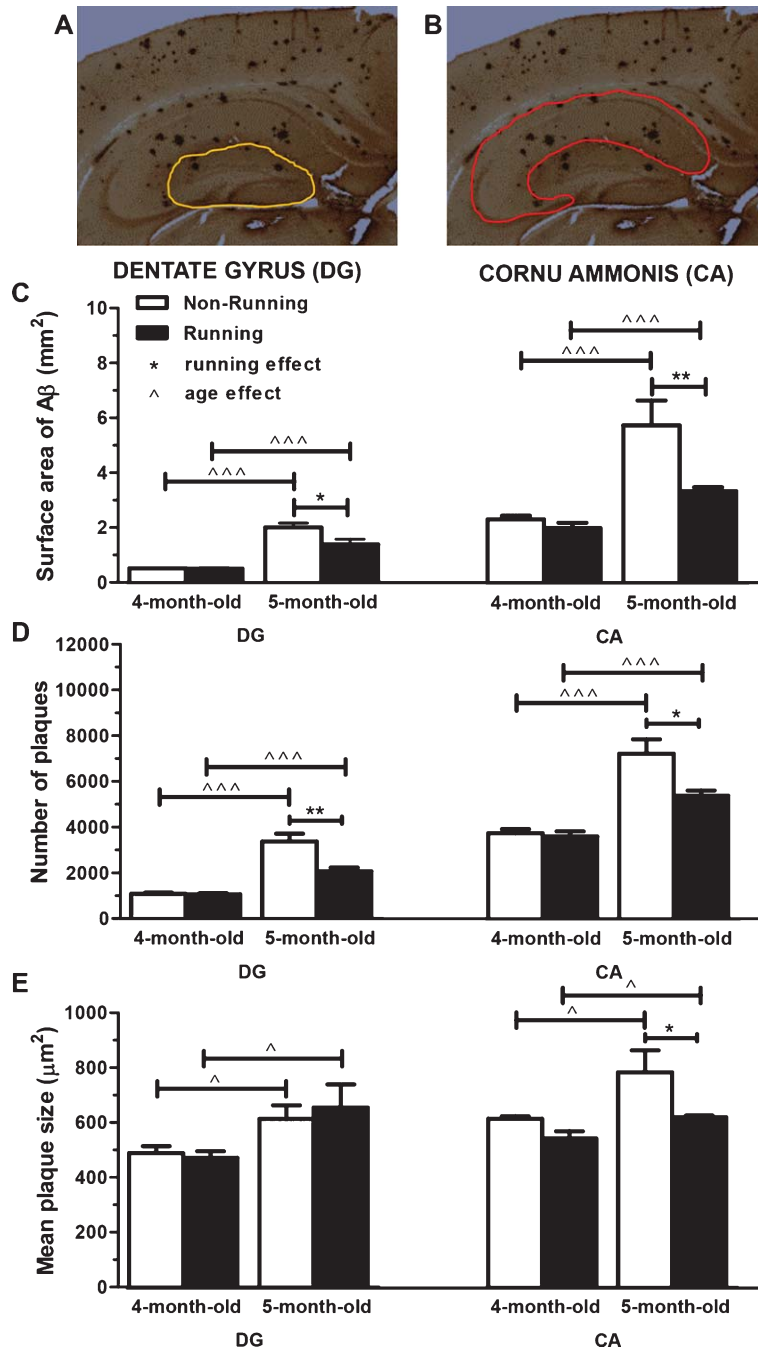 A
B
DENTATE GYRUS (DG)
CORNU AMMONIS (CA)
C
Surface area of Aβ (mm²)
10
8
6
4
2
0
Non-Running
Running
* running effect
^ age effect
^^^
^^^
*
^^^
^^^
**
4-month-old 5-month-old 4-month-old 5-month-old
DG CA
D
Number of plaques
12000
10000
8000
6000
4000
2000
0
^^^
^^^
**
^^^
^^^
*
4-month-old 5-month-old 4-month-old 5-month-old
DG CA
E
Mean plaque size (μm²)
1000
800
600
400
200
0
^
^
^
^
*
4-month-old 5-month-old 4-month-old 5-month-old
DG CA